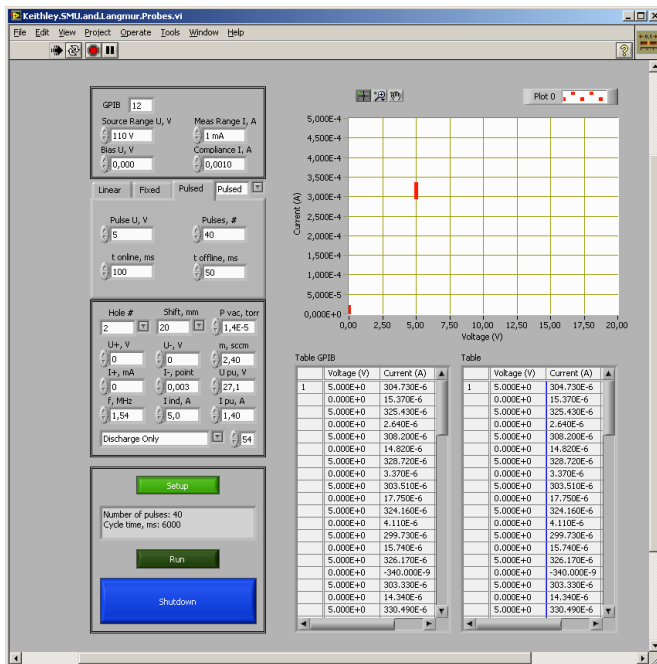 Keithley.SMU.and.Langmur.Probes.vi
File Edit View Project Operate Tools Window Help
GPIB 12
Source Range U, V Meas Range I, A
110 V 1 mA
Bias U, V Compliance I, A
0,000 0,0010
Linear Fixed Pulsed Pulsed
Pulse U, V Pulses, #
5 40
t online, ms t offline, ms
100 50
Hole # Shift, mm P vac, torr
2 20 1,4E-5
U+, V U-, V m, sccm
0 0 2,40
I+, mA I-, point U pu, V
0 0,003 27,1
f, MHz I ind, A I pu, A
1,54 5,0 1,40
Discharge Only 54
Setup
Number of pulses: 40
Cycle time, ms: 6000
Run
Shutdown
Plot 0
Current (A)
5,000E-4
4,500E-4
4,000E-4
3,500E-4
3,000E-4
2,500E-4
2,000E-4
1,500E-4
1,000E-4
5,000E-5
0,000E+0
0,00 2,50 5,00 7,50 10,00 12,50 15,00 17,50 20,00
Voltage (V)
Table GPIB
Voltage (V) Current (A)
1 5.000E+0 304.730E-6
0.000E+0 15.370E-6
5.000E+0 325.430E-6
0.000E+0 2.640E-6
5.000E+0 308.200E-6
0.000E+0 14.820E-6
5.000E+0 328.720E-6
0.000E+0 3.370E-6
5.000E+0 303.510E-6
0.000E+0 17.750E-6
5.000E+0 324.160E-6
0.000E+0 4.110E-6
5.000E+0 299.730E-6
0.000E+0 15.740E-6
5.000E+0 326.170E-6
0.000E+0 -340.000E-9
5.000E+0 303.330E-6
0.000E+0 14.340E-6
5.000E+0 330.490E-6
Table
Voltage (V) Current (A)
1 5.000E+0 304.730E-6
0.000E+0 15.370E-6
5.000E+0 325.430E-6
0.000E+0 2.640E-6
5.000E+0 308.200E-6
0.000E+0 14.820E-6
5.000E+0 328.720E-6
0.000E+0 3.370E-6
5.000E+0 303.510E-6
0.000E+0 17.750E-6
5.000E+0 324.160E-6
0.000E+0 4.110E-6
5.000E+0 299.730E-6
0.000E+0 15.740E-6
5.000E+0 326.170E-6
0.000E+0 -340.000E-9
5.000E+0 303.330E-6
0.000E+0 14.340E-6
5.000E+0 330.490E-6